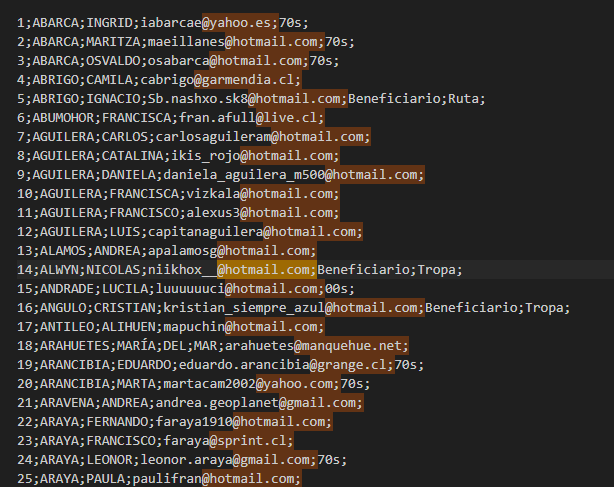 1;ABARCA;INGRID;iabarcae@yahoo.es;70s;
2;ABARCA;MARITZA;maeillanes@hotmail.com;70s;
3;ABARCA;OSVALDO;osabarca@hotmail.com;70s;
4;ABRIGO;CAMILA;cabrigo@garmendia.cl;
5;ABRIGO;IGNACIO;Sb.nashxo.sk8@hotmail.com;Beneficiario;Ruta;
6;ABUMOHOR;FRANCISCA;fran.afull@live.cl;
7;AGUILERA;CARLOS;carlosaguileram@hotmail.com;
8;AGUILERA;CATALINA;ikis_rojo@hotmail.com;
9;AGUILERA;DANIELA;daniela_aguilera_m500@hotmail.com;
10;AGUILERA;FRANCISCA;vizkala@hotmail.com;
11;AGUILERA;FRANCISCO;alexus3@hotmail.com;
12;AGUILERA;LUIS;capitanaguilera@hotmail.com;
13;ALAMOS;ANDREA;apalamosg@hotmail.com;
14;ALWYN;NICOLAS;niikhox__@hotmail.com;Beneficiario;Tropa;
15;ANDRADE;LUCILA;luuuuuuci@hotmail.com;00s;
16;ANGULO;CRISTIAN;kristian_siempre_azul@hotmail.com;Beneficiario;Tropa;
17;ANTILEO;ALIHUEN;mapuchin@hotmail.com;
18;ARAHUETES;MARÍA;DEL;MAR;arahuetes@manquehue.net;
19;ARANCIBIA;EDUARDO;eduardo.arancibia@grange.cl;70s;
20;ARANCIBIA;MARTA;martacam2002@yahoo.com;70s;
21;ARAVENA;ANDREA;andrea.geoplanet@gmail.com;
22;ARAYA;FERNANDO;faraya1910@hotmail.com;
23;ARAYA;FRANCISCO;faraya@sprint.cl;
24;ARAYA;LEONOR;leonor.araya@gmail.com;70s;
25;ARAYA;PAULA;paulifran@hotmail.com;